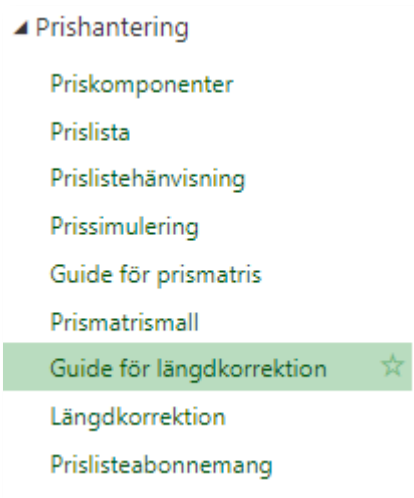 Prishantering
Priskomponenter
Prislista
Prislistehänvisning
Prissimulering
Guide för prismatris
Prismatrismall
Guide för längdkorrektion
Längdkorrektion
Prislisteabonnemang